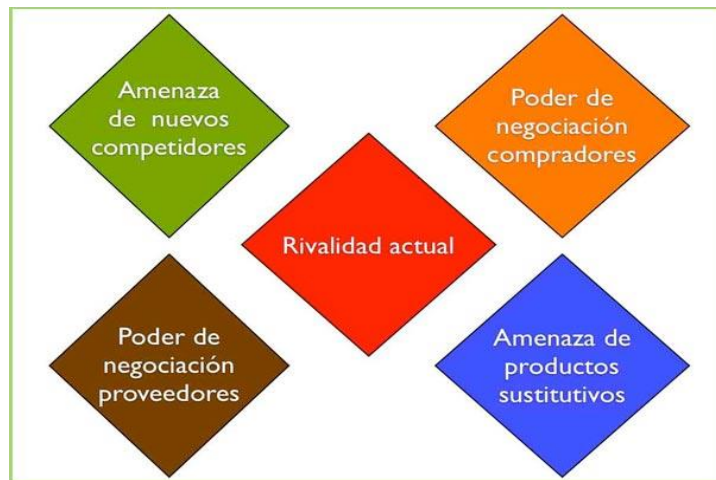 Amenaza
de nuevos
competidores
Poder de
negociación
compradores
Rivalidad actual
Poder de
negociación
proveedores
Amenaza de
productos
sustitutivos